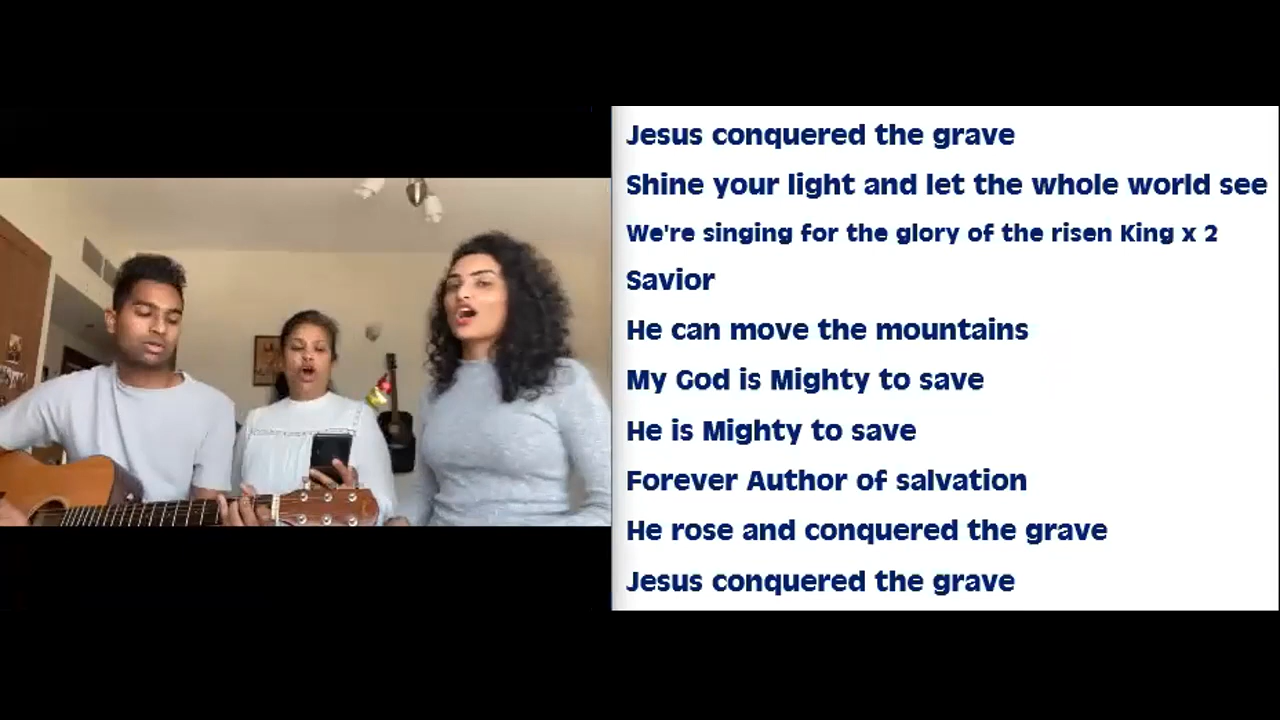 Jesus conquered the grave
Shine your light and let the whole world see
We're singing for the glory of the risen King x 2
Savior
He can move the mountains
My God is Mighty to save
He is Mighty to save
Forever Author of salvation
He rose and conquered the grave
Jesus conquered the grave